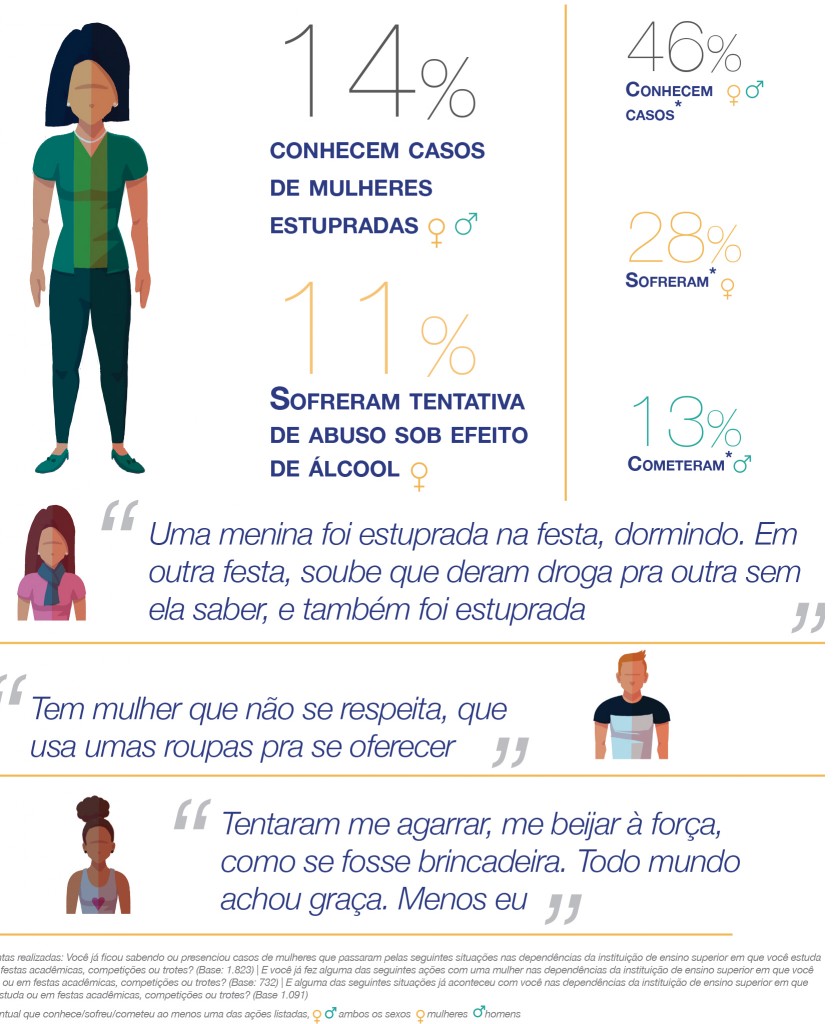 14%
CONHECEM CASOS
DE MULHERES
ESTUPRADAS ♀ ♂
11%
SOFRERAM TENTATIVA
DE ABUSO SOB EFEITO
DE ÁLCOOL ♀
46%
CONHECEM ♀ ♂
CASOS*
28%
SOFRERAM* ♀
13%
COMETERAM* ♂
“Uma menina foi estuprada na festa, dormindo. Em
outra festa, soube que deram droga pra outra sem
ela saber, e também foi estuprada”
“Tem mulher que não se respeita, que
usa umas roupas pra se oferecer”
“Tentaram me agarrar, me beijar à força,
como se fosse brincadeira. Todo mundo
achou graça. Menos eu”
realizadas: Você já ficou sabendo ou presenciou casos de mulheres que passaram pelas seguintes situações nas dependências da instituição de ensino superior em que você estuda
festas acadêmicas, competições ou trotes? (Base: 1.823) | E você já fez alguma das seguintes ações com uma mulher nas dependências da instituição de ensino superior em que você
ou em festas acadêmicas, competições ou trotes? (Base: 732) | E alguma das seguintes situações já aconteceu com você nas dependências da instituição de ensino superior em que
estuda ou em festas acadêmicas, competições ou trotes? (Base 1.091)
que conhece/sofreu/cometeu ao menos uma das ações listadas, ♀ ♂ ambos os sexos ♀ mulheres ♂ homens